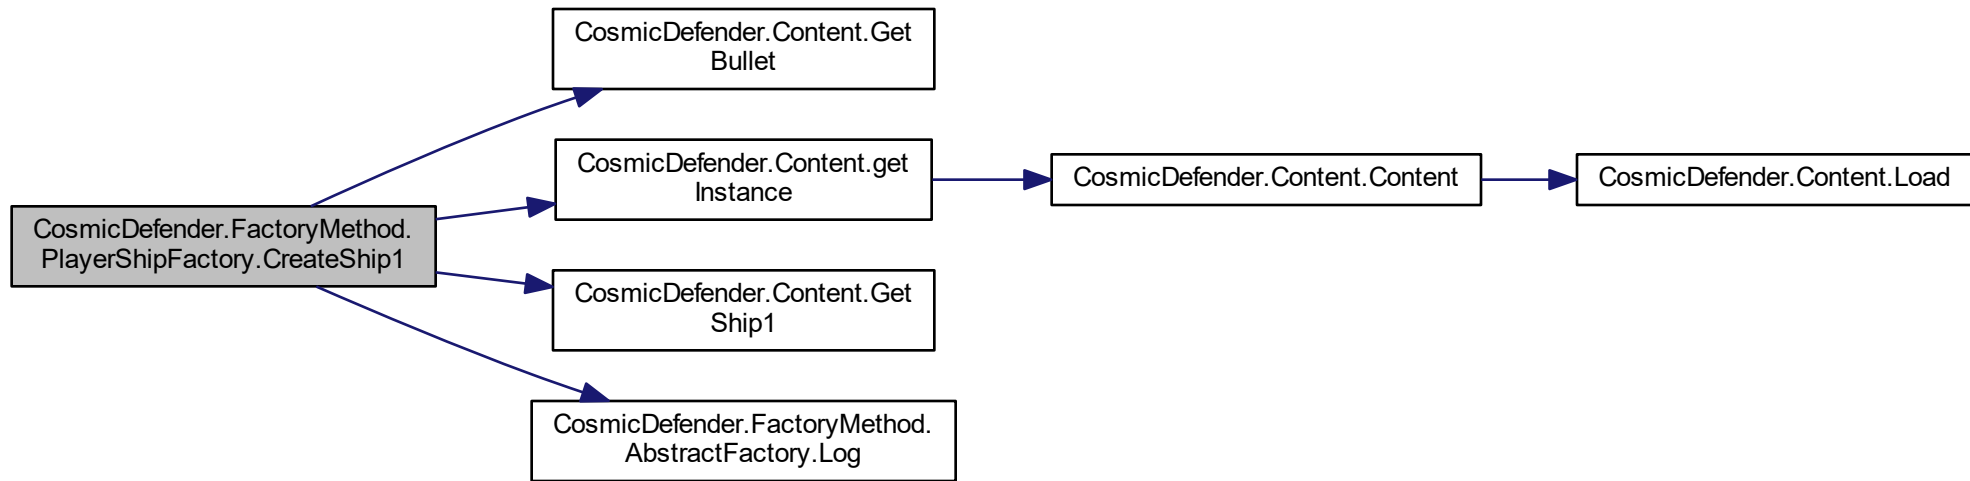 CosmicDefender.FactoryMethod.
PlayerShipFactory.CreateShip1
CosmicDefender.Content.Get
Bullet
CosmicDefender.Content.get
Instance
CosmicDefender.Content.Content
CosmicDefender.Content.Load
CosmicDefender.Content.Get
Ship1
CosmicDefender.FactoryMethod.
AbstractFactory.Log